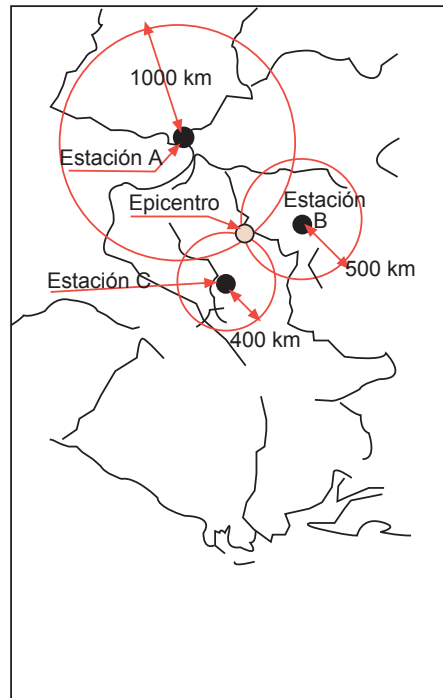 1000 km
Estación A
Epicentro
Estación
B
500 km
Estación C
400 km